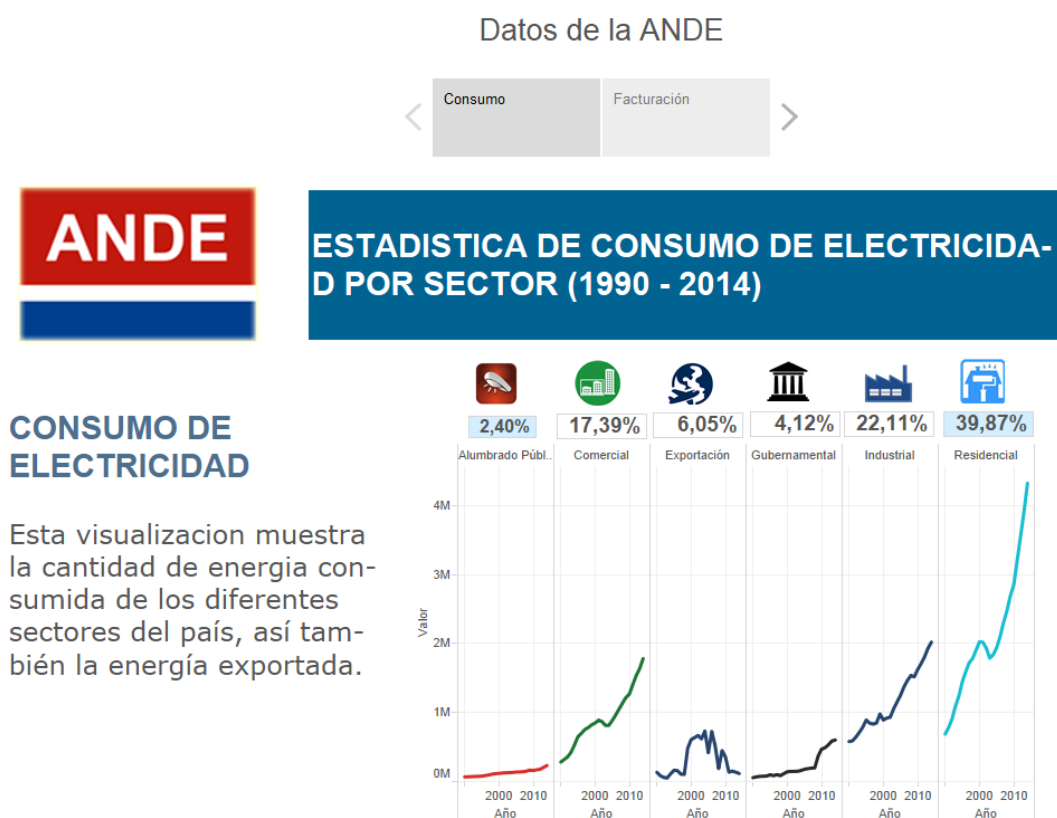 Datos de la ANDE
Consumo
Facturación
ANDE
ESTADISTICA DE CONSUMO DE ELECTRICIDA-
D POR SECTOR (1990 - 2014)
CONSUMO DE
ELECTRICIDAD
Esta visualizacion muestra
la cantidad de energia con-
sumida de los diferentes
sectores del país, así tam-
bién la energía exportada.
2,40% 17,39% 6,05% 4,12% 22,11% 39,87%
Alumbrado Públ.. Comercial Exportación Gubernamental Industrial Residencial
4M
3M
2M
1M
0M
Valor
2000 2010 2000 2010 2000 2010 2000 2010 2000 2010 2000 2010
Año Año Año Año Año Año